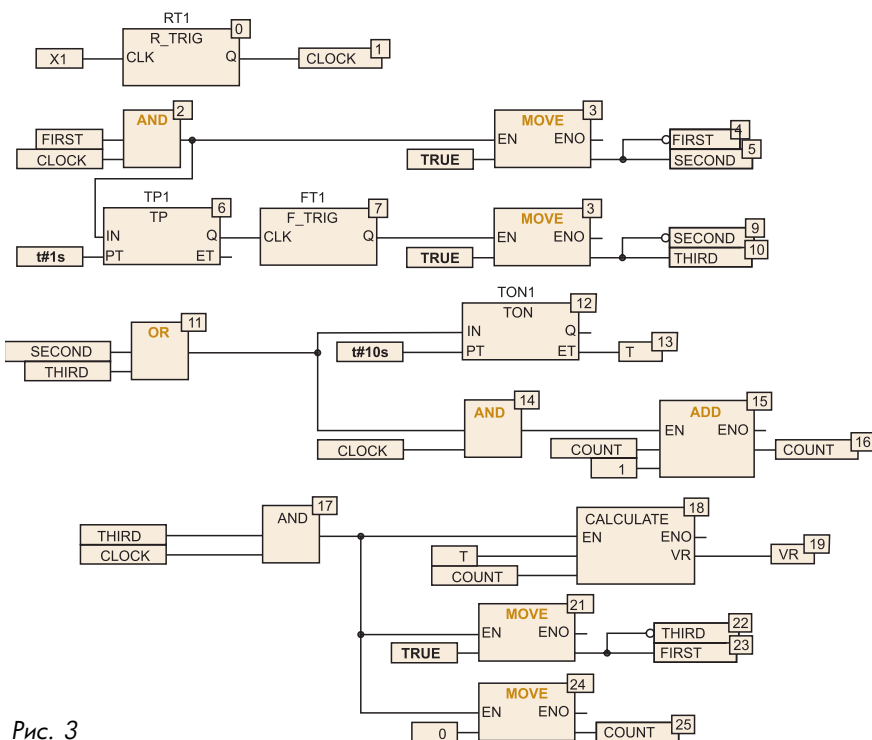 RT1
0
R_TRIG
1
X1 CLK Q CLOCK
2 3
AND MOVE 4
FIRST EN ENO FIRST 5
CLOCK TRUE SECOND
TP1 FT1
6 7 3
TP F_TRIG MOVE 9
IN Q CLK Q EN ENO SECOND 10
t#1s PT ET TRUE THIRD
TON1
11 12
OR TON
IN Q 13
SECOND t#10s PT ET T
THIRD
14 15
AND ADD
EN ENO 16
CLOCK COUNT COUNT
1
17 18
AND CALCULATE
THIRD EN ENO 19
CLOCK T VR VR
COUNT
21 22
MOVE 23
EN ENO THIRD
TRUE FIRST
24
MOVE
EN ENO 25
0 COUNT
Рис. 3